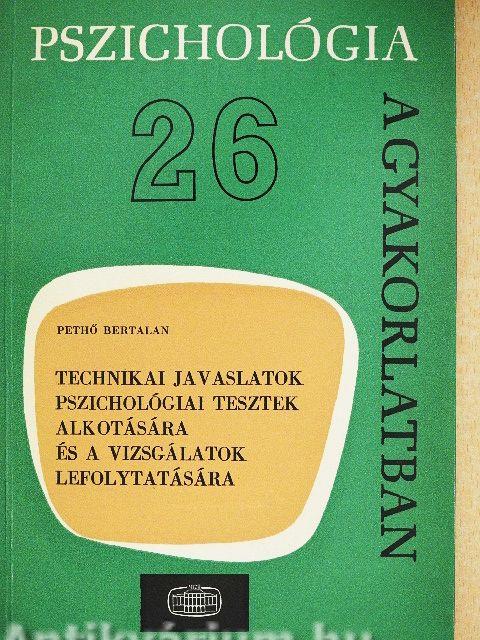 PSZICHOLÓGIA
A GYAKORLATBAN
26
PETHŐ BERTALAN
TECHNIKAI JAVASLATOK
PSZICHOLÓGIAI TESZTEK
ALKOTÁSÁRA
ÉS A VIZSGÁLATOK
LEFOLYTATÁSÁRA
Antikvárium.hu